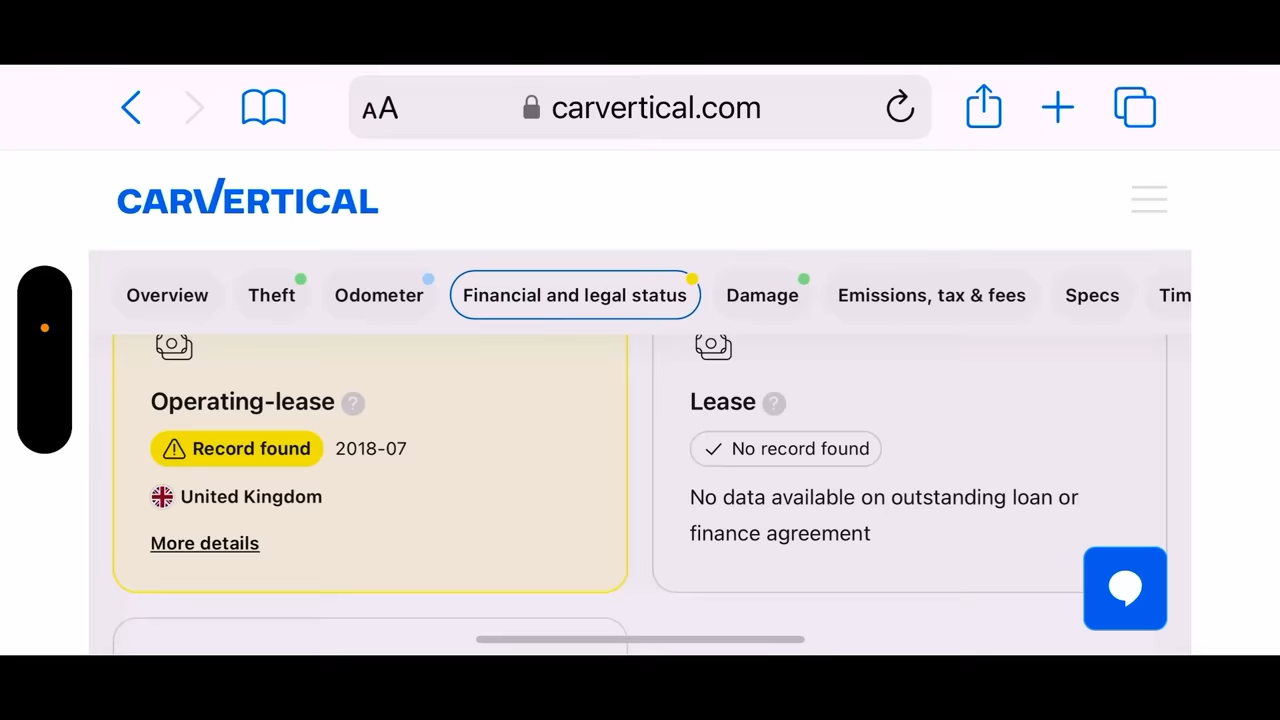 AA carvertical.com
CARVERTICAL
Overview Theft Odometer Financial and legal status Damage Emissions, tax & fees Specs Tim
Operating-lease ?
Record found 2018-07
United Kingdom
More details
Lease ?
No record found
No data available on outstanding loan or
finance agreement